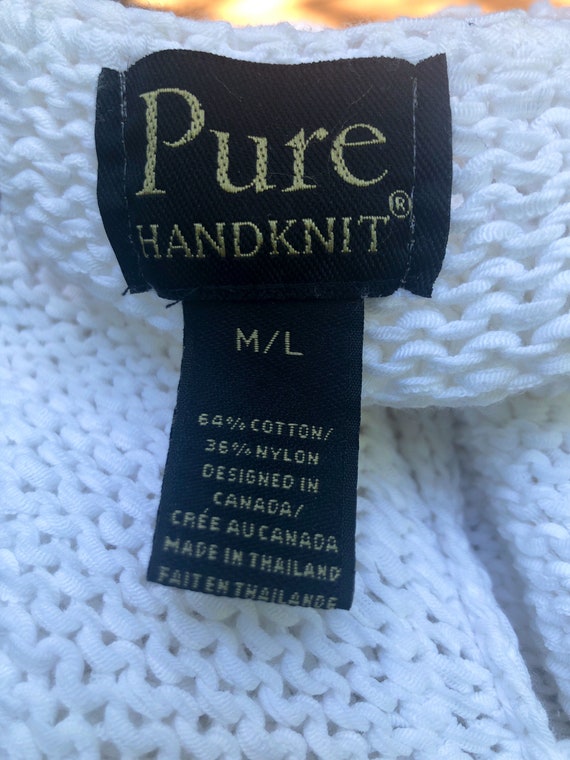 Pure
HANDKNIT®
M/L
64% COTTON/
36% NYLON
DESIGNED IN
CANADA/
CRÉE AU CANADA
MADE IN THAILAND
FAIT EN THAILANDE